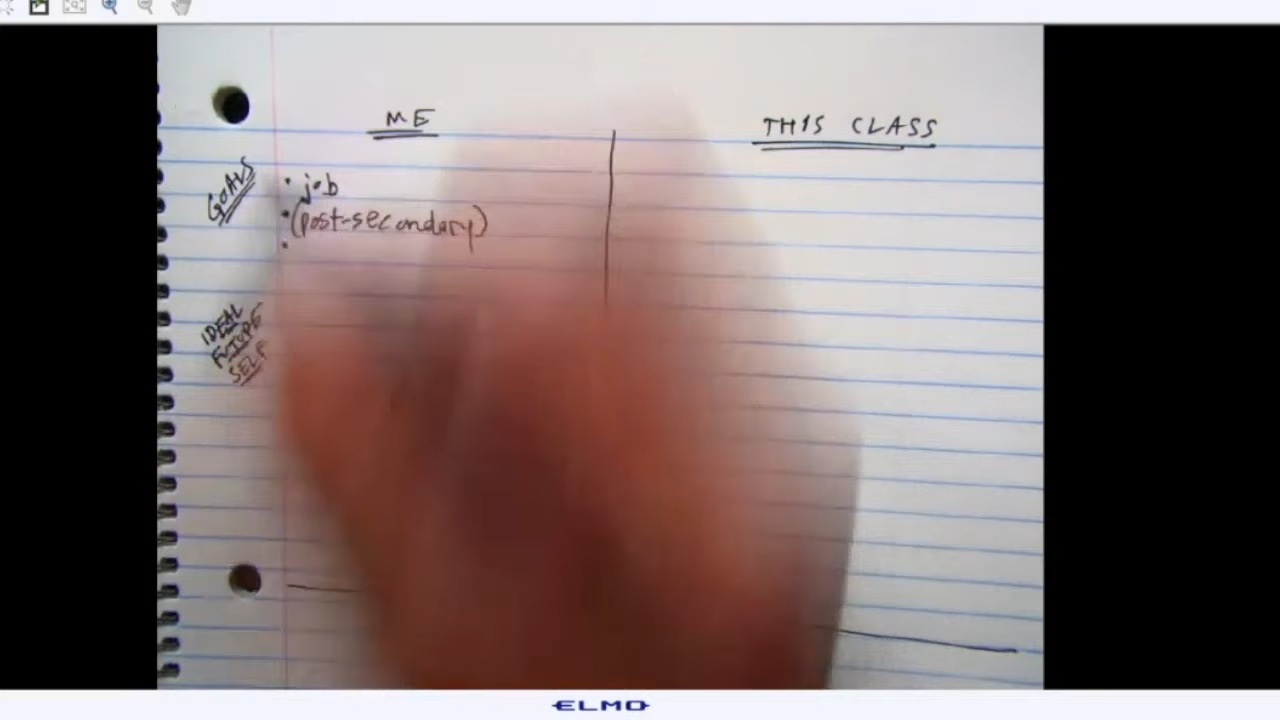 ME
THIS CLASS
GOALS
• job
• (post-secondary)
•
IDEAL
FUTURE
SELF
ELMO